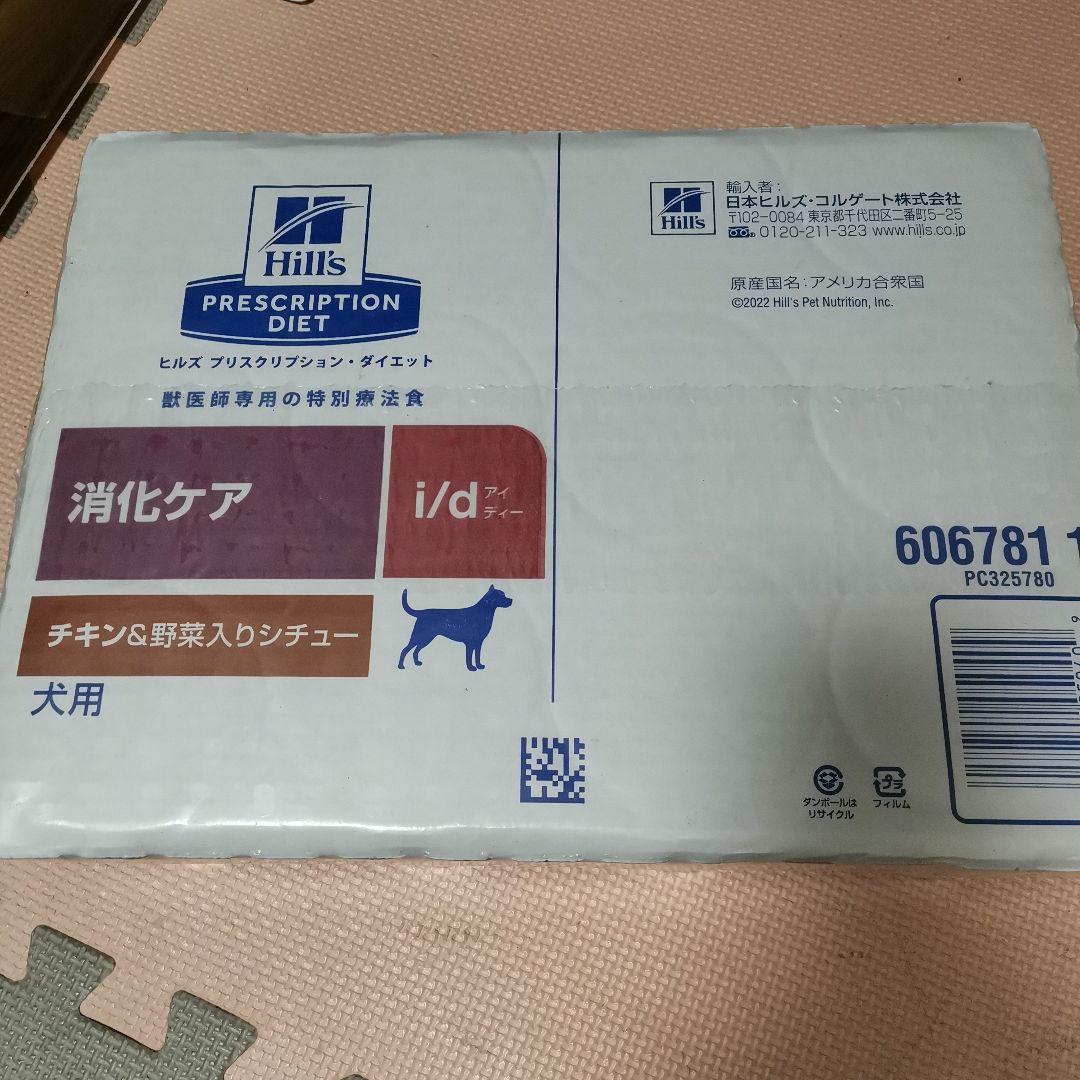 Hill's
PRESCRIPTION
DIET
ヒルズ プリスクリプション・ダイエット
獣医師専用の特別療法食
消化ケア
i/d アイ
ディー
チキン&野菜入りシチュー
犬用
Hill's
輸入者:
日本ヒルズ・コルゲート株式会社
〒102-0084 東京都千代田区二番町5-25
0120-211-323 www.hills.co.jp
原産国名:アメリカ合衆国
©2022 Hill's Pet Nutrition, Inc.
606781 1
PC325780
ダンボールは
リサイクル
プラ
フィルム